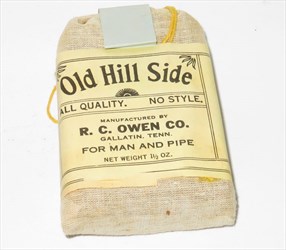 Old Hill Side
ALL QUALITY. NO STYLE.
MANUFACTURED BY
R. C. OWEN CO.
GALLATIN, TENN.
FOR MAN AND PIPE
NET WEIGHT 1½ OZ.